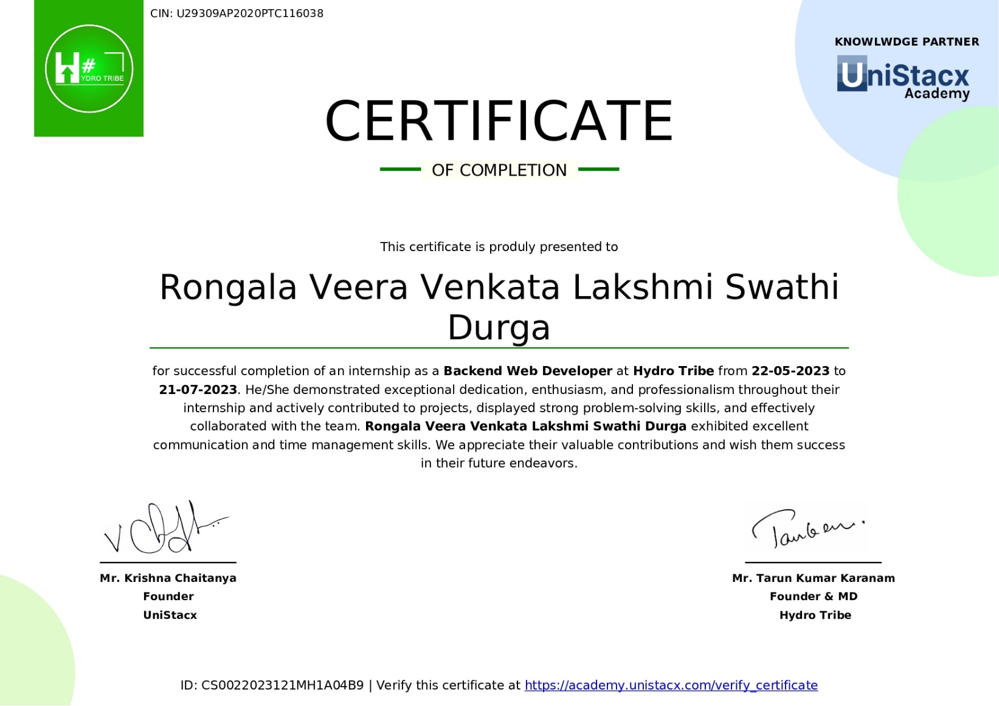 CIN: U29309AP2020PTC116038
H#
YDRO TRIBE
KNOWLWDGE PARTNER
UniStacx
Academy
CERTIFICATE
OF COMPLETION
This certificate is produly presented to
Rongala Veera Venkata Lakshmi Swathi
Durga
for successful completion of an internship as a Backend Web Developer at Hydro Tribe from 22-05-2023 to
21-07-2023. He/She demonstrated exceptional dedication, enthusiasm, and professionalism throughout their
internship and actively contributed to projects, displayed strong problem-solving skills, and effectively
collaborated with the team. Rongala Veera Venkata Lakshmi Swathi Durga exhibited excellent
communication and time management skills. We appreciate their valuable contributions and wish them success
in their future endeavors.
Mr. Krishna Chaitanya
Founder
UniStacx
Mr. Tarun Kumar Karanam
Founder & MD
Hydro Tribe
ID: CS0022023121MH1A04B9 | Verify this certificate at https://academy.unistacx.com/verify_certificate